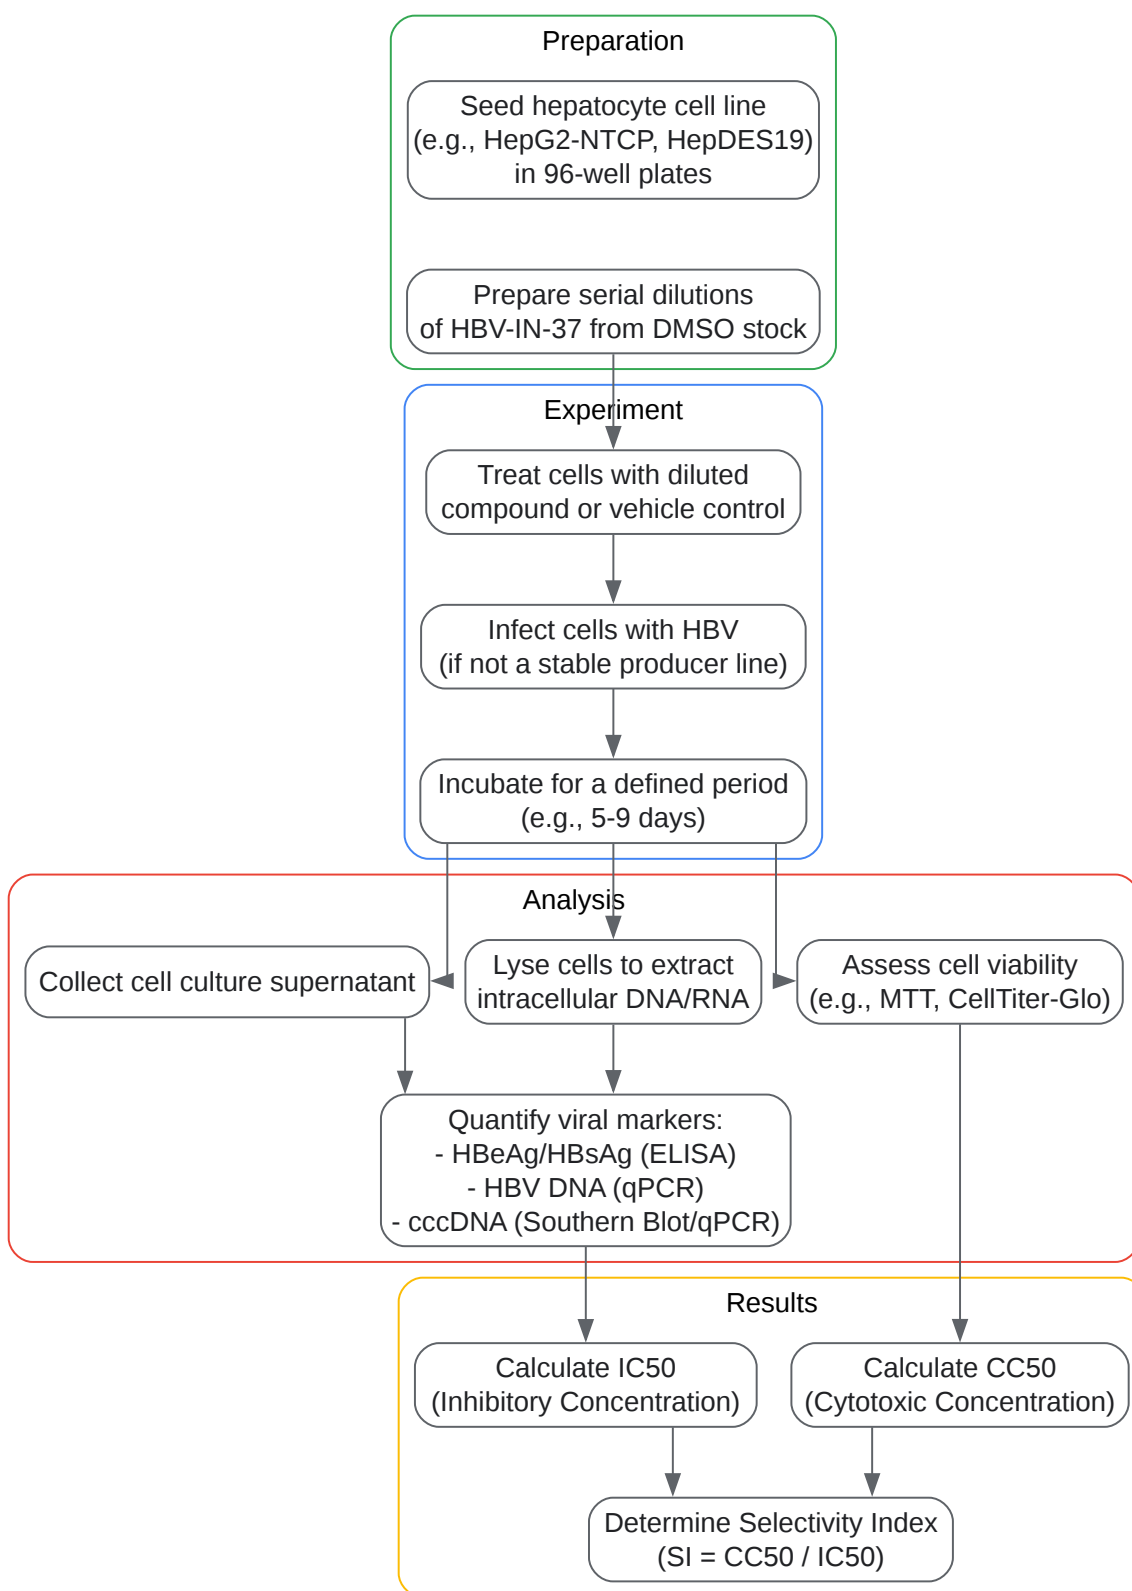 Preparation
Seed hepatocyte cell line
(e.g., HepG2-NTCP, HepDES19)
in 96-well plates
Prepare serial dilutions
of HBV-IN-37 from DMSO stock
Experiment
Treat cells with diluted
compound or vehicle control
Infect cells with HBV
(if not a stable producer line)
Incubate for a defined period
(e.g., 5-9 days)
Analysis
Collect cell culture supernatant
Lyse cells to extract
intracellular DNA/RNA
Assess cell viability
(e.g., MTT, CellTiter-Glo)
Quantify viral markers:
- HBeAg/HBsAg (ELISA)
- HBV DNA (qPCR)
- cccDNA (Southern Blot/qPCR)
Results
Calculate IC50
(Inhibitory Concentration)
Calculate CC50
(Cytotoxic Concentration)
Determine Selectivity Index
(SI = CC50 / IC50)